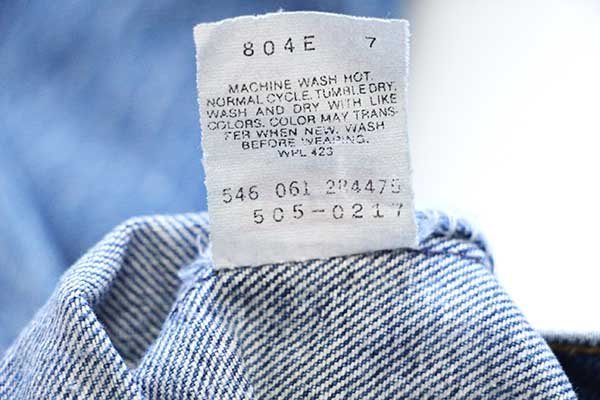 804E 7
MACHINE WASH HOT.
NORMAL CYCLE. TUMBLE DRY.
WASH AND DRY WITH LIKE
COLORS. COLOR MAY TRANS-
FER WHEN NEW. WASH
BEFORE WEARING.
WPL 423
546 061 284475
505-0217